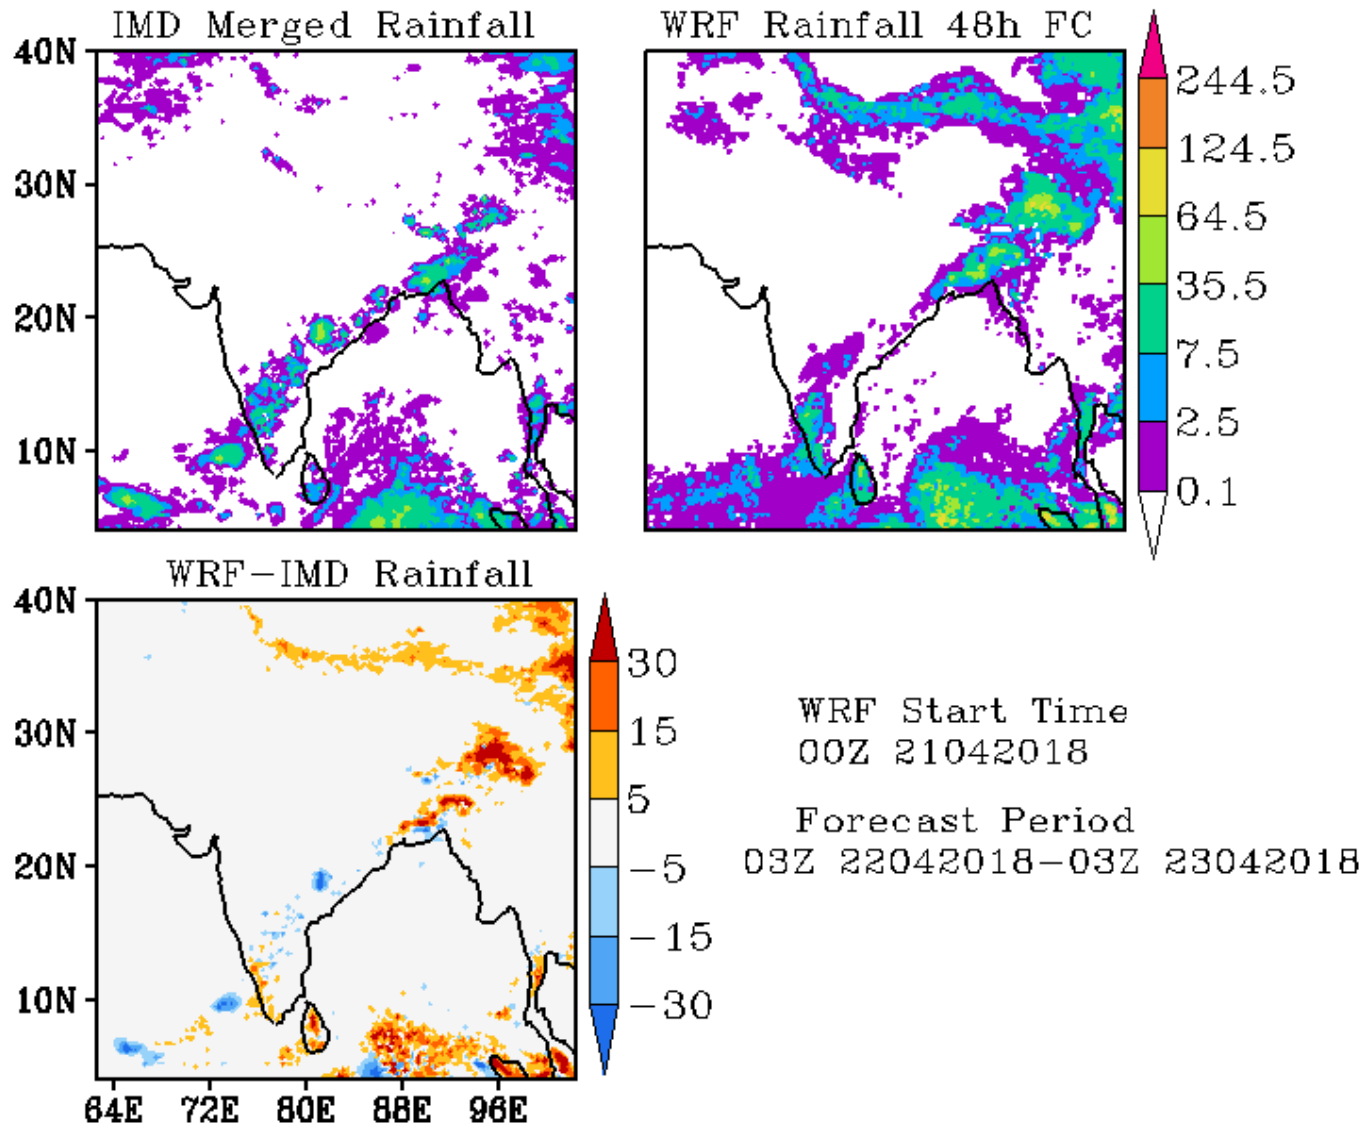 IMD Merged Rainfall
WRF Rainfall 48h FC
40N
30N
20N
10N
244.5
124.5
64.5
35.5
7.5
2.5
0.1
WRF-IMD Rainfall
40N
30N
20N
10N
64E 72E 80E 88E 96E
30
15
5
-5
-15
-30
WRF Start Time
00Z 21042018
Forecast Period
03Z 22042018-03Z 23042018